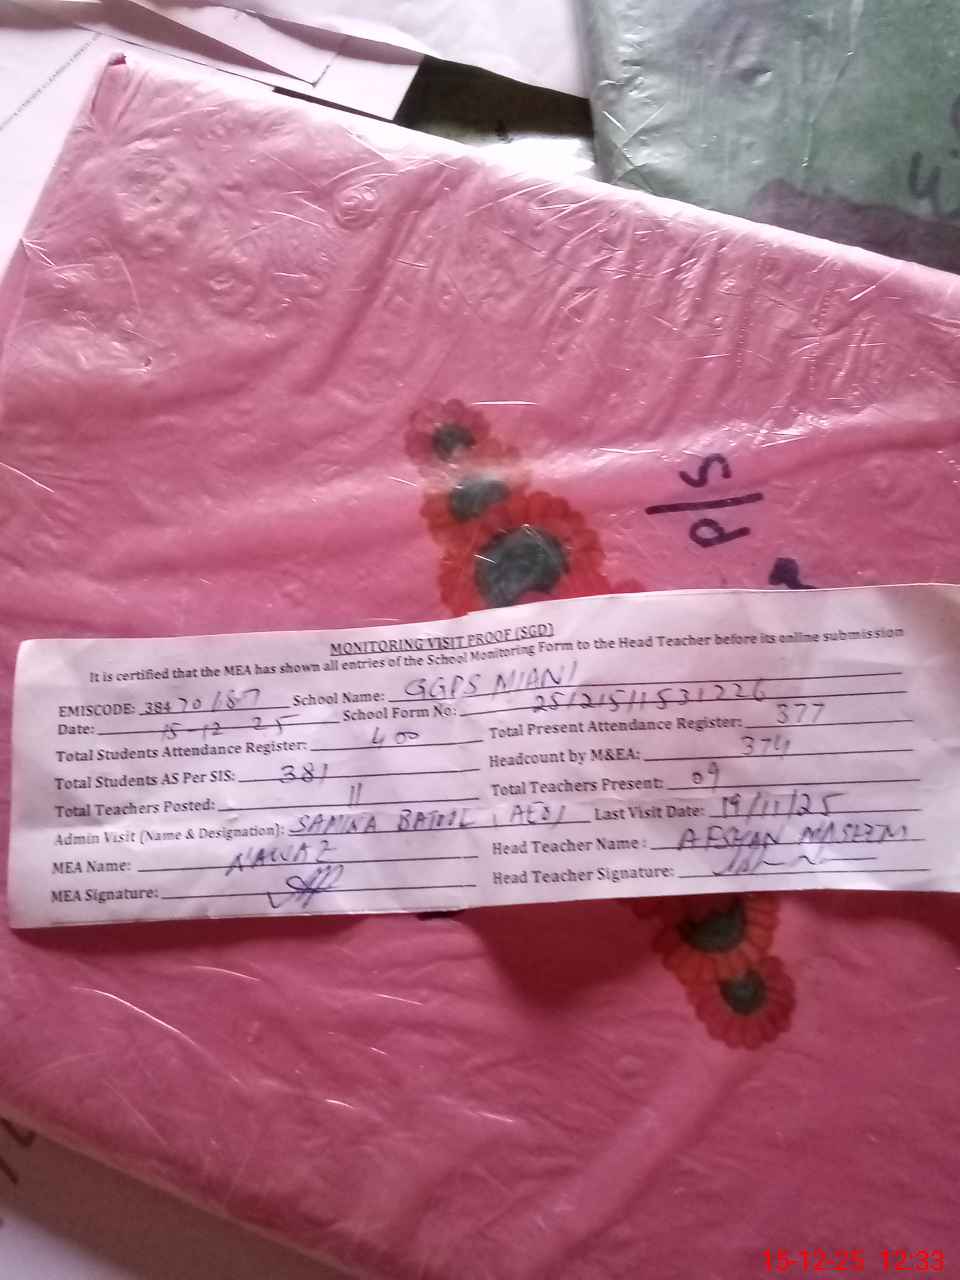 P/S
MONITORING VISIT PROOF (SGD)
It is certified that the MEA has shown all entries of the School Monitoring Form to the Head Teacher before its online submission
EMISCODE: 38470187 School Name: GGPS MIANI
Date: 15-12-25 School Form No: 25121511531226
Total Students Attendance Register: 400 Total Present Attendance Register: 377
Total Students AS Per SIS: 381 Headcount by M&EA: 374
Total Teachers Posted: 11 Total Teachers Present: 09
Admin Visit (Name & Designation): SAMINA BATOOL, AEO/ Last Visit Date: 19/11/25
MEA Name: NAWAZ Head Teacher Name: AFSHAN MASEEM
MEA Signature: Head Teacher Signature:
15-12-25 12:33